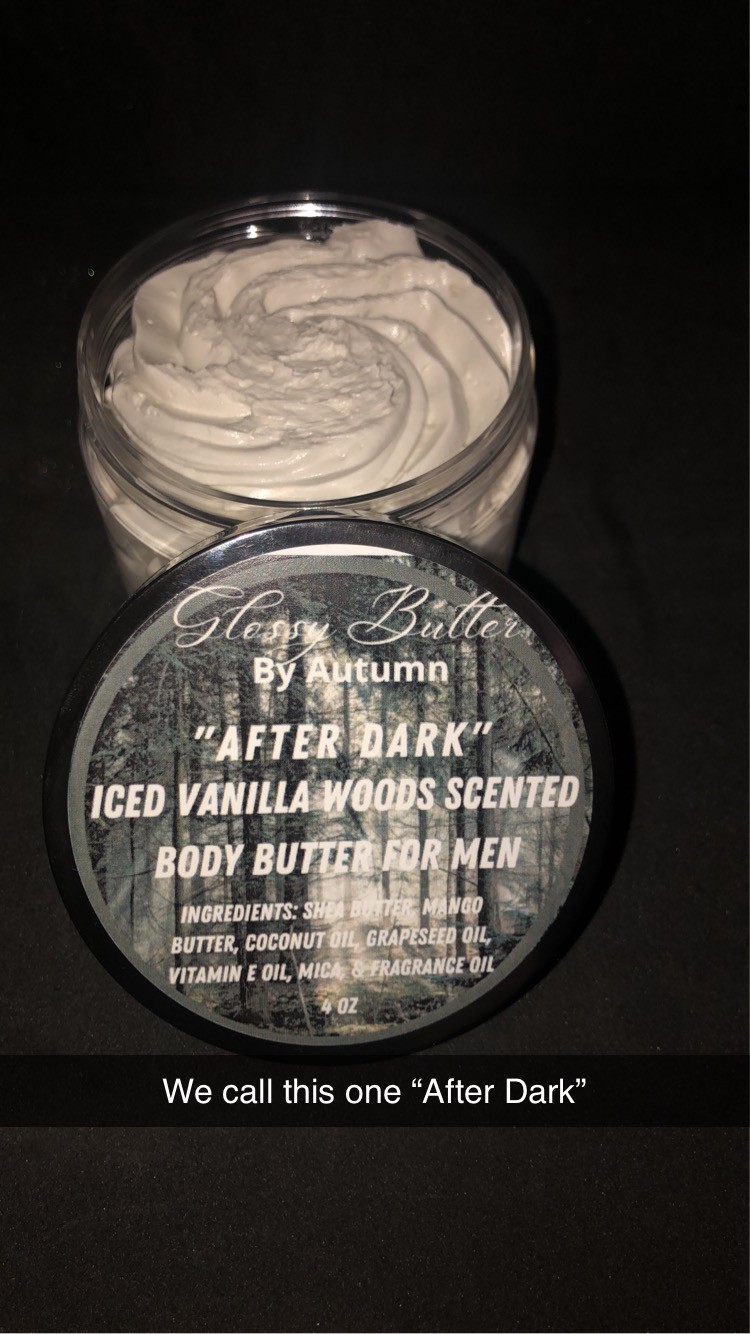 Glossy Butter
By Autumn
"AFTER DARK"
ICED VANILLA WOODS SCENTED
BODY BUTTER FOR MEN
INGREDIENTS: SHEA BUTTER, MANGO
BUTTER, COCONUT OIL, GRAPESEED OIL,
VITAMIN E OIL, MICA, & FRAGRANCE OIL
4 OZ
We call this one “After Dark”